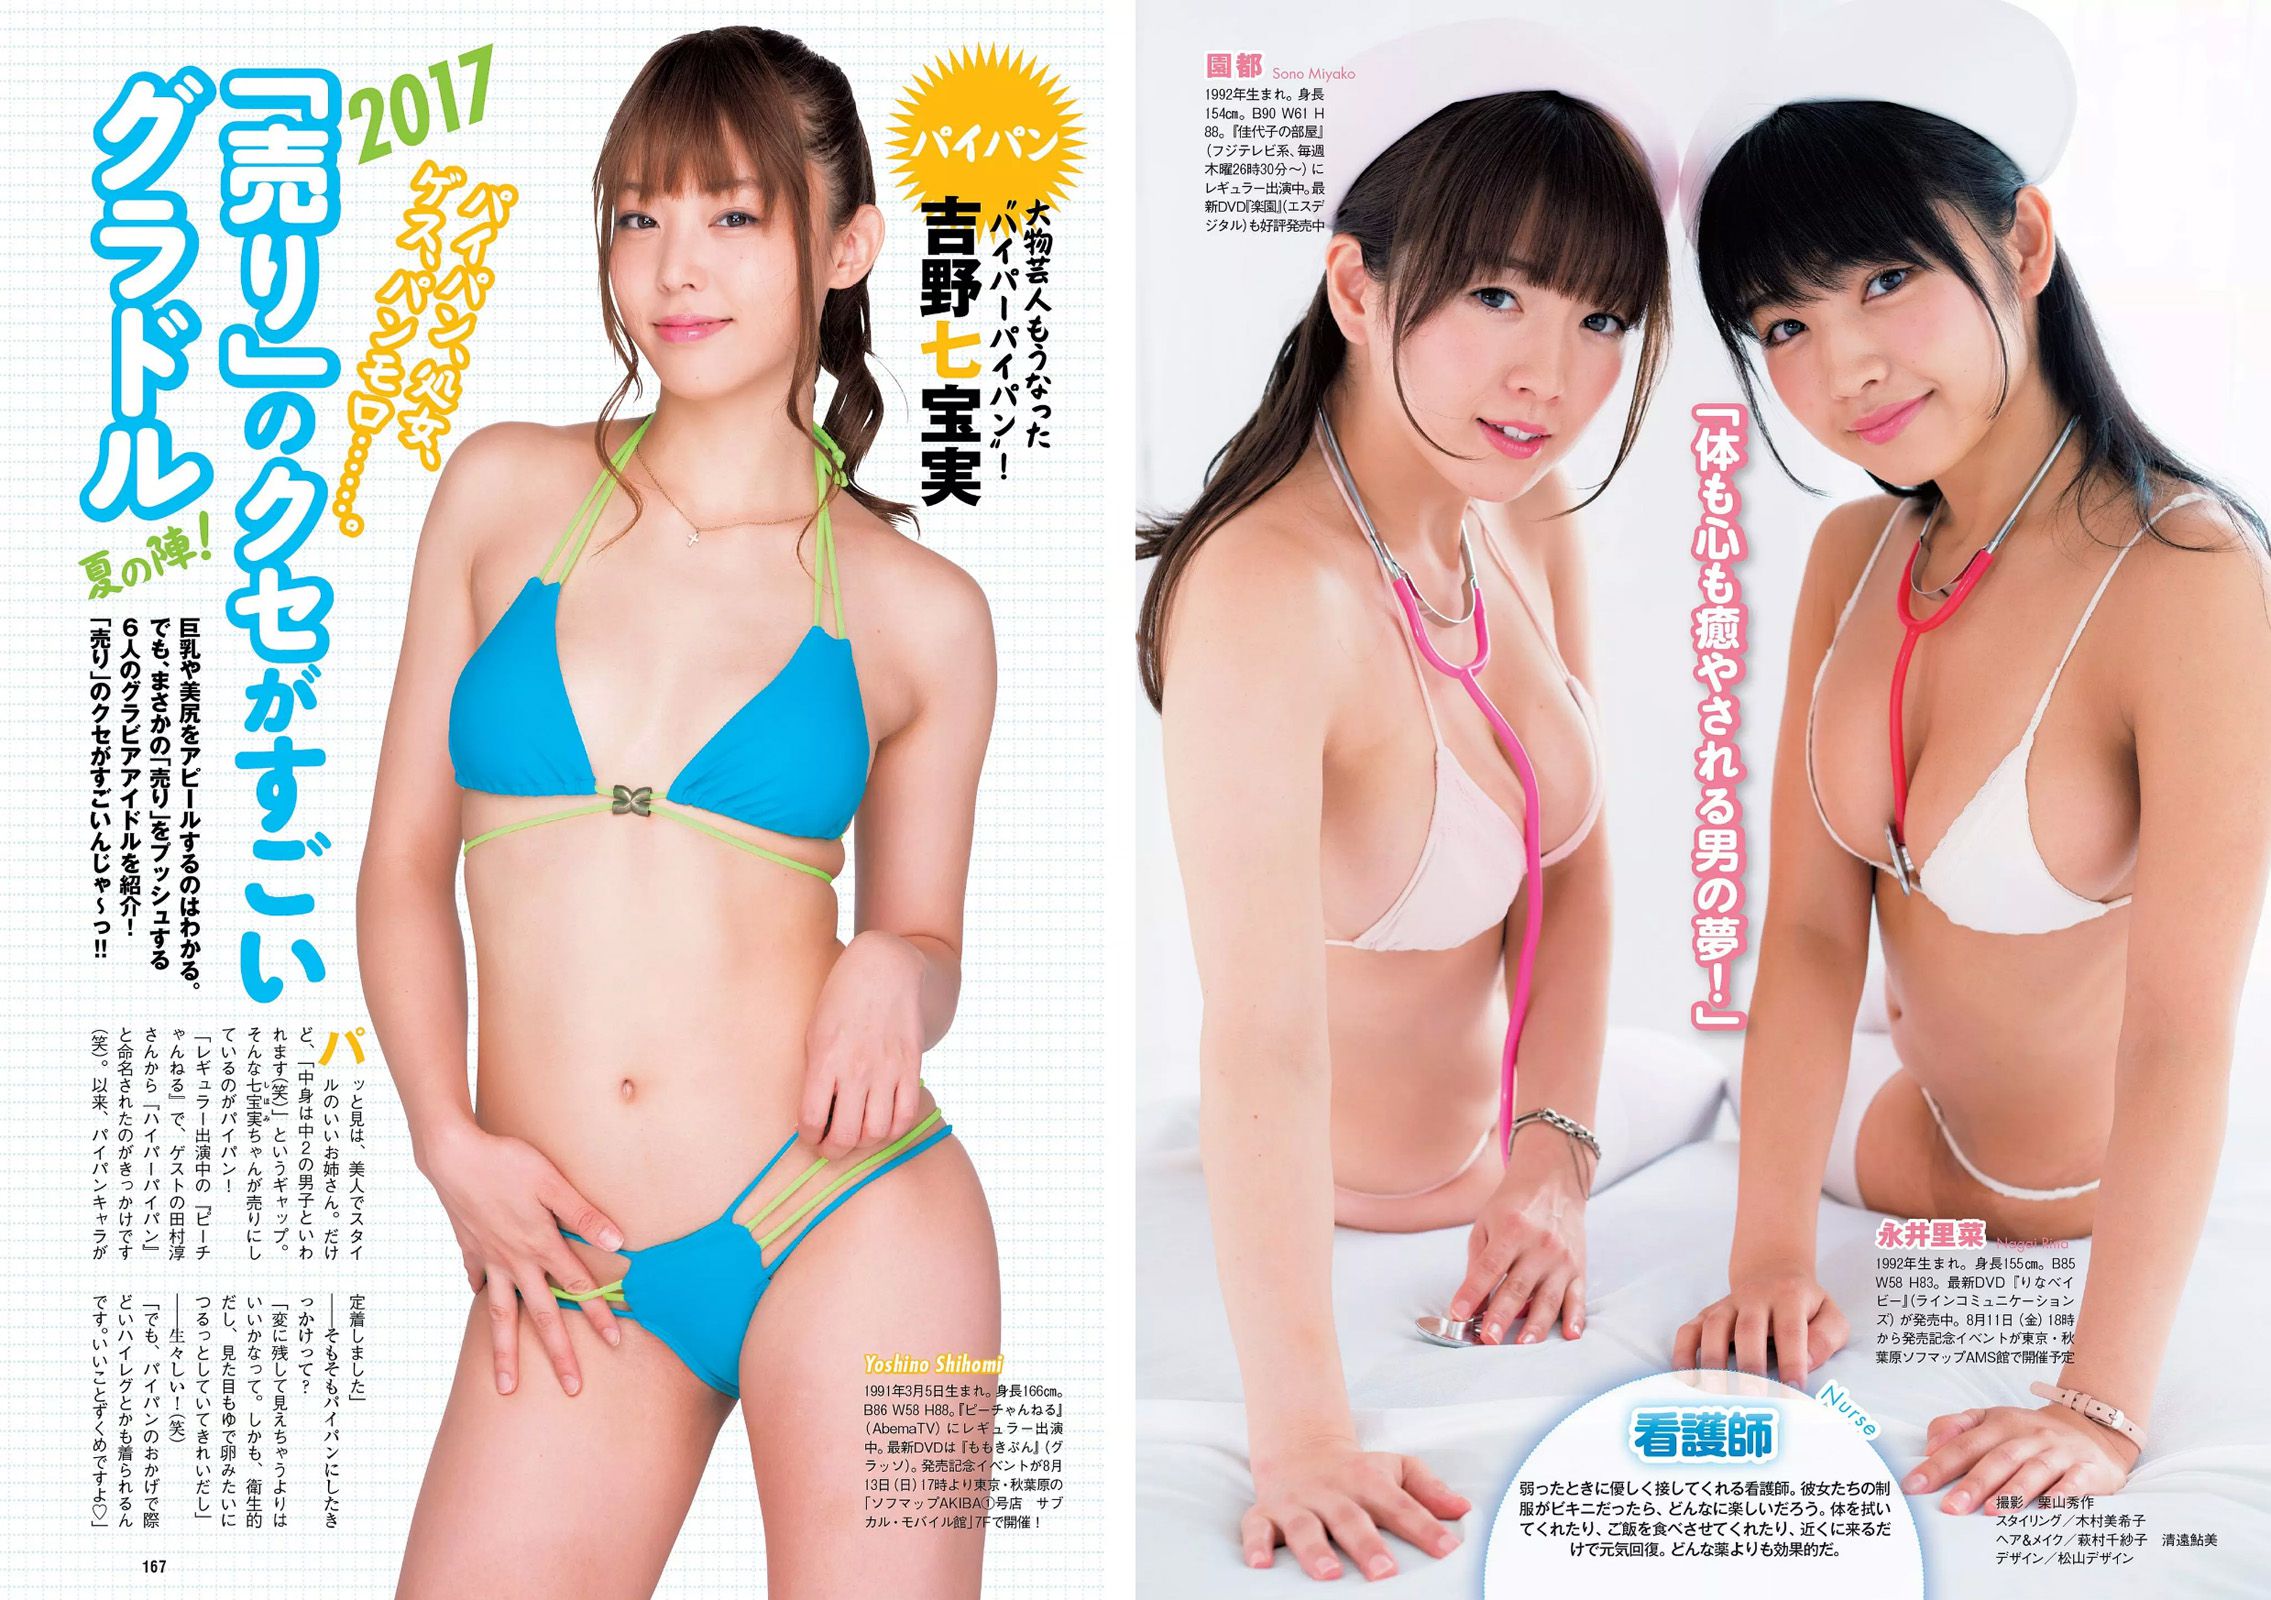 園都 Sono Miyako
1992年生まれ。身長
154㎝。B90 W61 H
88。『佳代子の部屋』
(フジテレビ系、毎週
木曜26時30分〜)に
レギュラー出演中。最
新DVD『楽園』(エスデ
ジタル)も好評発売中
「体も心も癒やされる男の夢!」
永井里菜 Nagai Rina
1992年生まれ。身長155㎝。B85
W58 H83。最新DVD『りなベイ
ビー』(ラインコミュニケーション
ズ)が発売中。8月11日(金)18時
から発売記念イベントが東京・秋
葉原ソフマップAMS館で開催予定
看護師
Nurse
弱ったときに優しく接してくれる看護師。彼女たちの制
服がビキニだったら、どんなに楽しいだろう。体を拭い
てくれたり、ご飯を食べさせてくれたり、近くに来るだ
けで元気回復。どんな薬よりも効果的だ。
撮影/栗山秀作
スタイリング/木村美希子
ヘア&メイク/萩村千紗子 清遠鮎美
デザイン/松山デザイン
パイパン
大物芸人もうなった
"ハイパーパイパン"!
吉野七宝実
2017
パイパン、処女、
ゲス、パンモロ……。
「売り」のクセがすごい
グラドル
夏の陣!
巨乳や美尻をアピールするのはわかる。
でも、まさかの「売り」をプッシュする
6人のグラビアアイドルを紹介!
「売り」のクセがすごいんじゃ〜っ!!
パッと見は、美人でスタイ
ルのいいお姉さん。だけ
ど、「中身は中2の男子といわ
れます(笑)」というギャップ。
そんな七宝実ちゃんが売りにし
しほみ
ているのがパイパン!
「レギュラー出演中の『ピーチ
ゃんねる』で、ゲストの田村淳
さんから『ハイパーパイパン』
と命名されたのがきっかけです
(笑)。以来、パイパンキャラが
定着しました」
──そもそもパイパンにしたき
っかけって?
「変に残して見えちゃうよりは
いいかなって。しかも、衛生的
だし、見た目もゆで卵みたいに
つるっとしていてきれいだし」
──生々しい!(笑)
「でも、パイパンのおかげで際
どいハイレグとかも着られるん
です。いいことずくめですよ♡」
Yoshino Shihomi
1991年3月5日生まれ。身長166㎝。
B86 W58 H88。『ピーチゃんねる』
(AbemaTV)にレギュラー出演
中。最新DVDは『ももきぶん』(グ
ラッソ)。発売記念イベントが8月
13日(日)17時より東京・秋葉原の
「ソフマップAKIBA①号店 サブ
カル・モバイル館」7Fで開催!
167